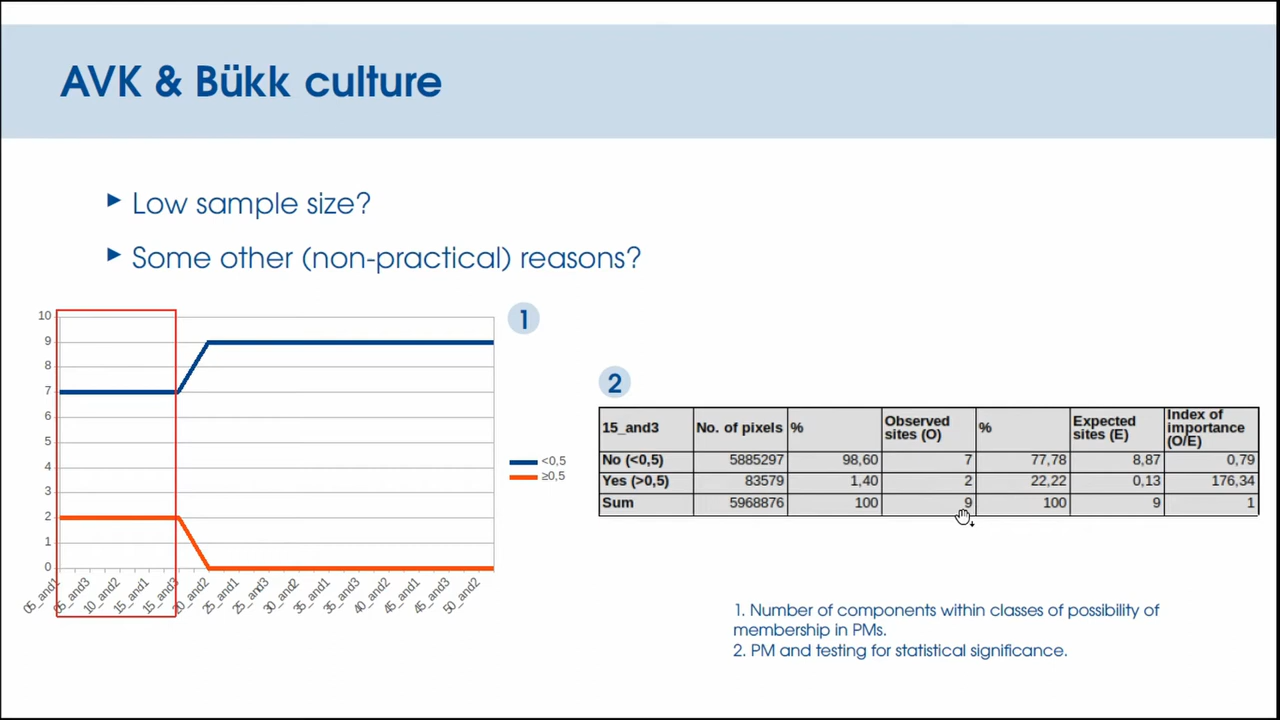 AVK & Bükk culture
Low sample size?
Some other (non-practical) reasons?
1
10
9
8
7
6
5
4
3
2
1
0
05_and1
05_and3
10_and2
15_and1
15_and3
20_and2
25_and1
25_and3
30_and2
35_and1
35_and3
40_and2
45_and1
45_and3
50_and2
<0,5
≥0,5
2
15_and3 No. of pixels % Observed sites (O) % Expected sites (E) Index of importance (O/E)
No (<0,5) 5885297 98,60 7 77,78 8,87 0,79
Yes (>0,5) 83579 1,40 2 22,22 0,13 176,34
Sum 5968876 100 9 100 9 1
1. Number of components within classes of possibility of
membership in PMs.
2. PM and testing for statistical significance.